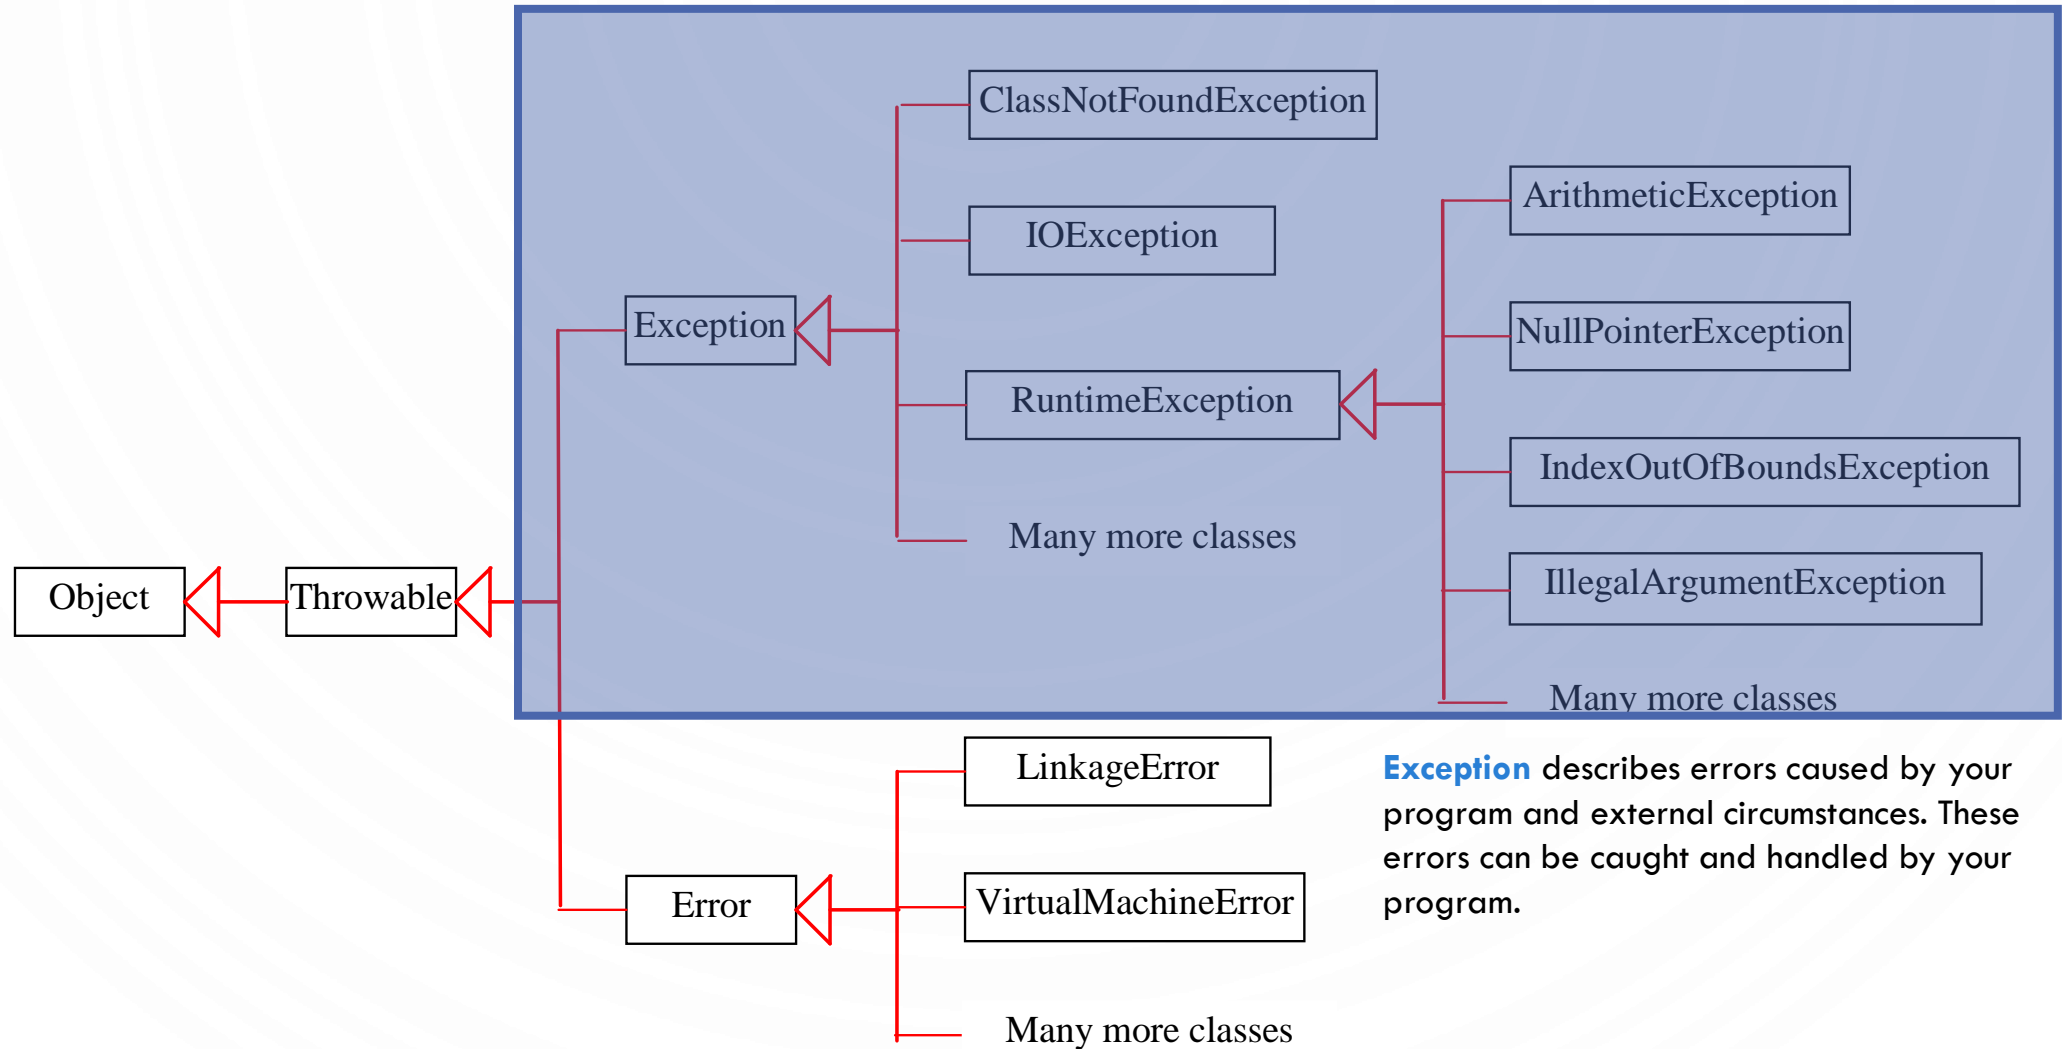 ClassNotFoundException
ArithmeticException
IOException
Exception
NullPointerException
RuntimeException
IndexOutOfBoundsException
Many more classes
Object
Throwable
IllegalArgumentException
Many more classes
LinkageError
Exception describes errors caused by your
program and external circumstances. These
errors can be caught and handled by your
program.
Error
VirtualMachineError
Many more classes